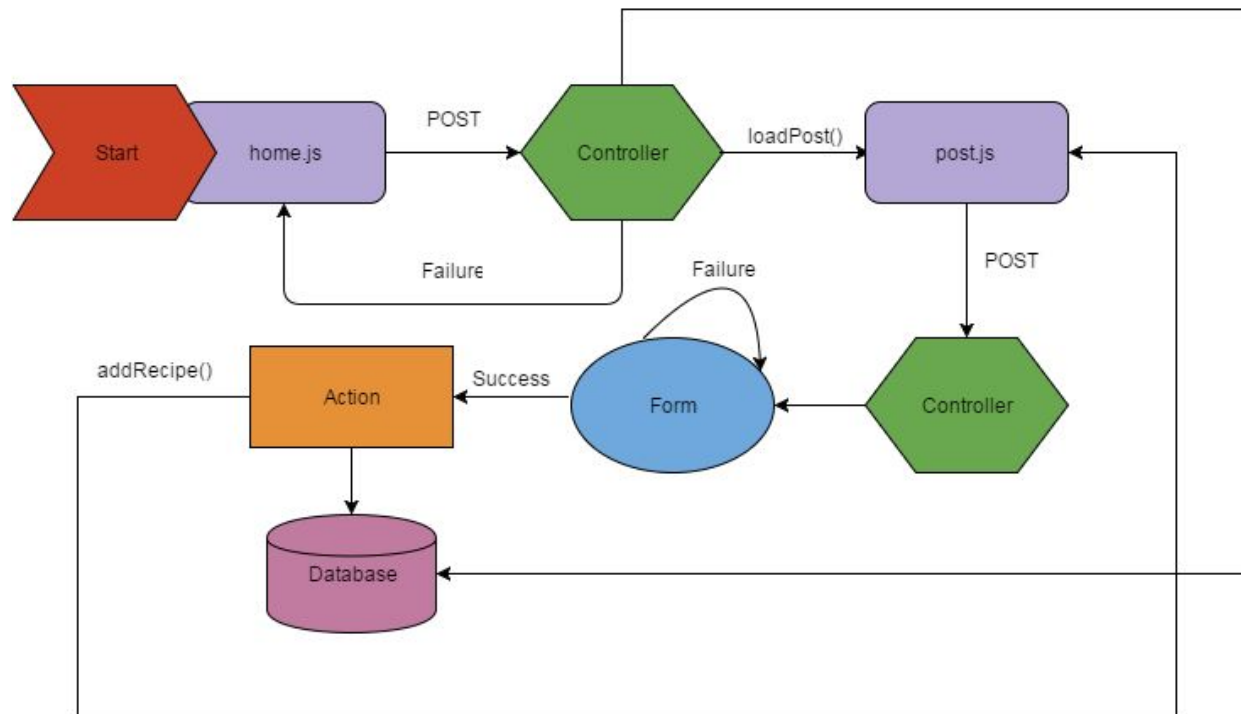 Start
home.js
POST
Controller
loadPost()
post.js
Failure
Failure
POST
addRecipe()
Action
Success
Form
Controller
Database